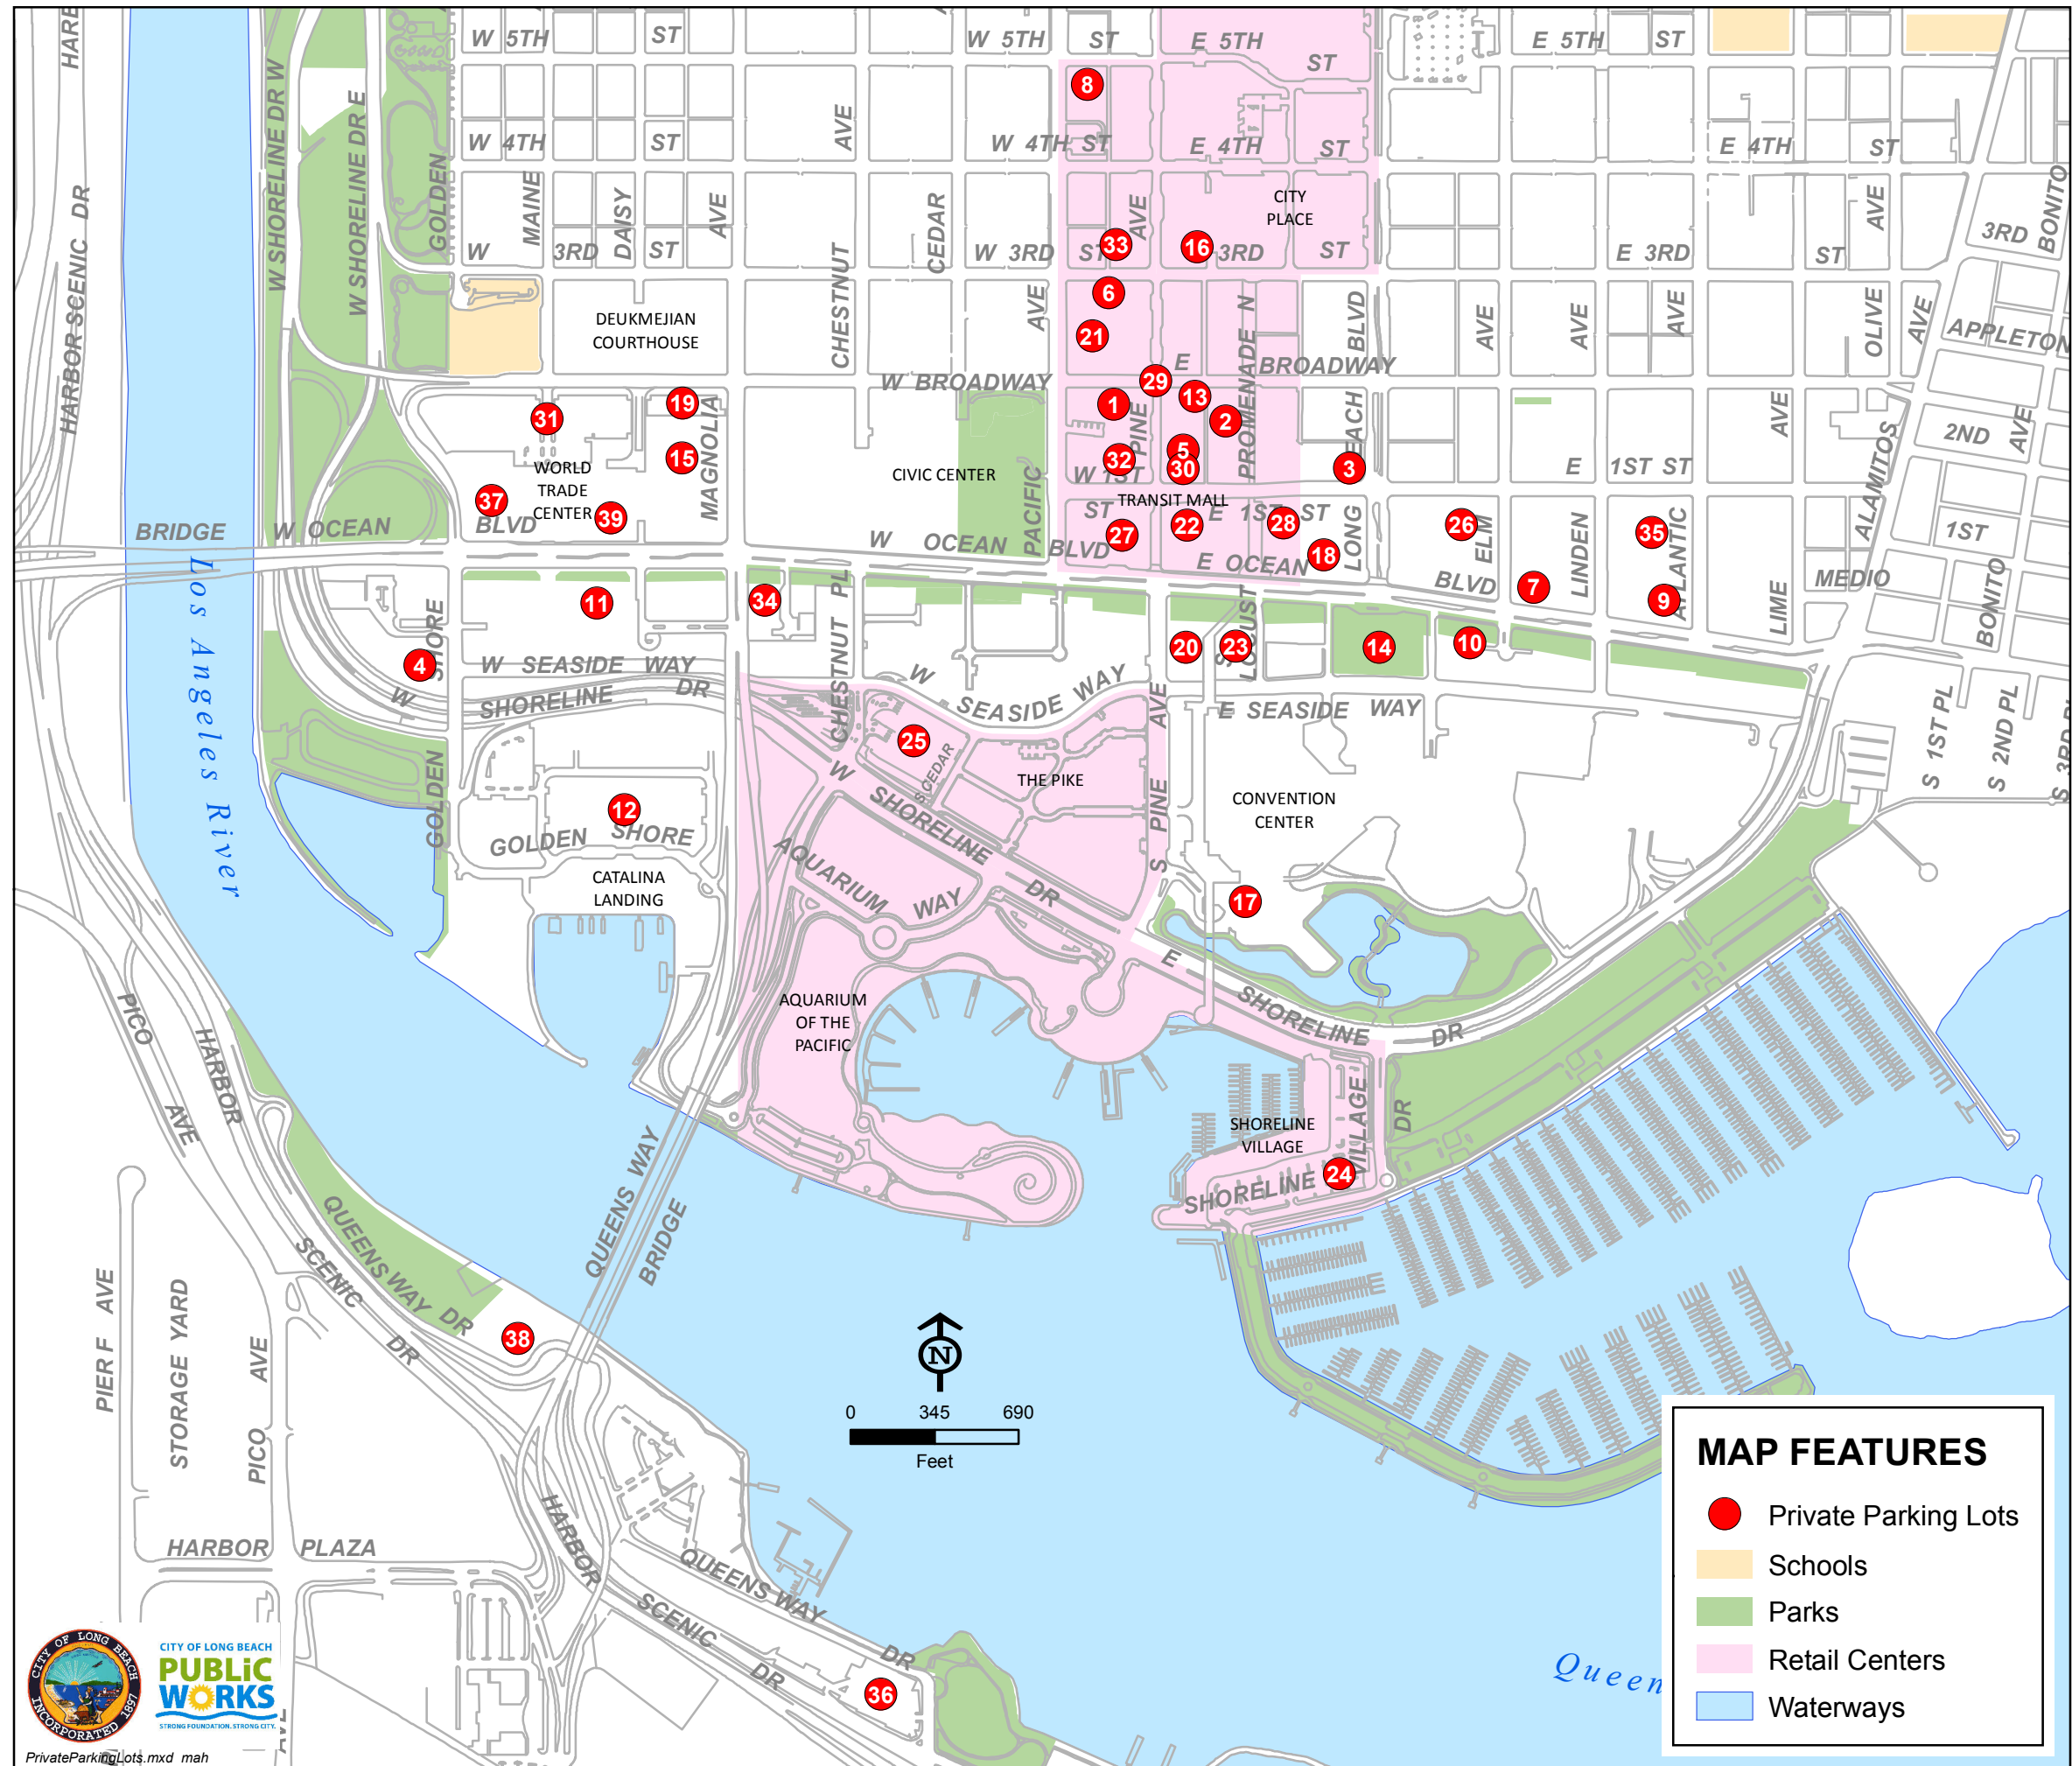 HARB
W SHORELINE DR W
W SHORELINE DR E
W 5TH
ST
W 5TH
ST
E 5TH
ST
E 5TH
ST
8
W 4TH
ST
AVE
W 4TH ST
E 4TH
ST
E 4TH
ST
HARBOR SCENIC DR
GOLDEN
MAINE
DAISY
AVE
CEDAR
AVE
CITY
PLACE
AVE
BONITO
W
3RD
ST
CHESTNUT
W 3RD
ST
33
16
3RD
ST
E 3RD
ST
3RD
DEUKMEJIAN
COURTHOUSE
AVE
6
21
PROMENADE N
BLVD
AVE
AVE
AVE
OLIVE
AVE
APPLETON
W BROADWAY
E
BROADWAY
29
31
19
1
13
2
PINE
BEACH
15
MAGNOLIA
WORLD
TRADE
CENTER
CIVIC CENTER
PACIFIC
32
5
30
W 1ST
3
E
1ST ST
AVE
ALAMITOS
2ND
AVE
37
39
BLVD
TRANSIT MALL
ST
E 1ST ST
22
28
27
18
LONG
26
ELM
LINDEN
35
ATLANTIC
1ST
BRIDGE
W OCEAN
W
OCEAN
BLVD
E OCEAN
BLVD
7
9
LIME
MEDIO
BONITO
Los Angeles River
11
34
CHESTNUT PL
4
SHORE
W SEASIDE WAY
W
SHORELINE
DR
W
SEASIDE WAY
20
23
S LOCUST
14
10
E SEASIDE WAY
S 1ST PL
S 2ND PL
S 3RD PL
25
S CEDAR
THE PIKE
S PINE AVE
CONVENTION
CENTER
GOLDEN
12
GOLDEN
SHORE
CATALINA
LANDING
W
SHORELINE
DR
AQUARIUM
WAY
17
AQUARIUM
OF THE
PACIFIC
E
SHORELINE
DR
PICO
AVE
HARBOR
SCENIC
DR
SHORELINE
VILLAGE
VILLAGE
DR
24
SHORELINE
QUEENS WAY
BRIDGE
QUEENS WAY DR
38
PIER F AVE
STORAGE YARD
PICO AVE
N
0
345
690
Feet
HARBOR
PLAZA
HARBOR
SCENIC
DR
QUEENS WAY
DR
36
AVE
Queen
MAP FEATURES
Private Parking Lots
Schools
Parks
Retail Centers
Waterways
CITY OF LONG BEACH
INCORPORATED 1897
CITY OF LONG BEACH
PUBLiC
WORKS
STRONG FOUNDATION. STRONG CITY.
PrivateParkingLots.mxd mah